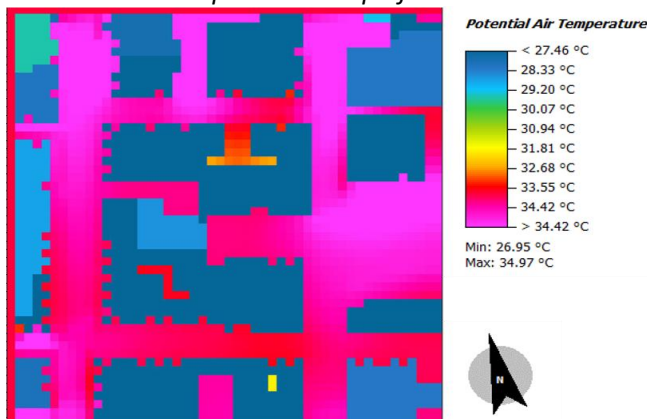 Potential Air Temperature
< 27.46 °C
28.33 °C
29.20 °C
30.07 °C
30.94 °C
31.81 °C
32.68 °C
33.55 °C
34.42 °C
> 34.42 °C
Min: 26.95 °C
Max: 34.97 °C
N